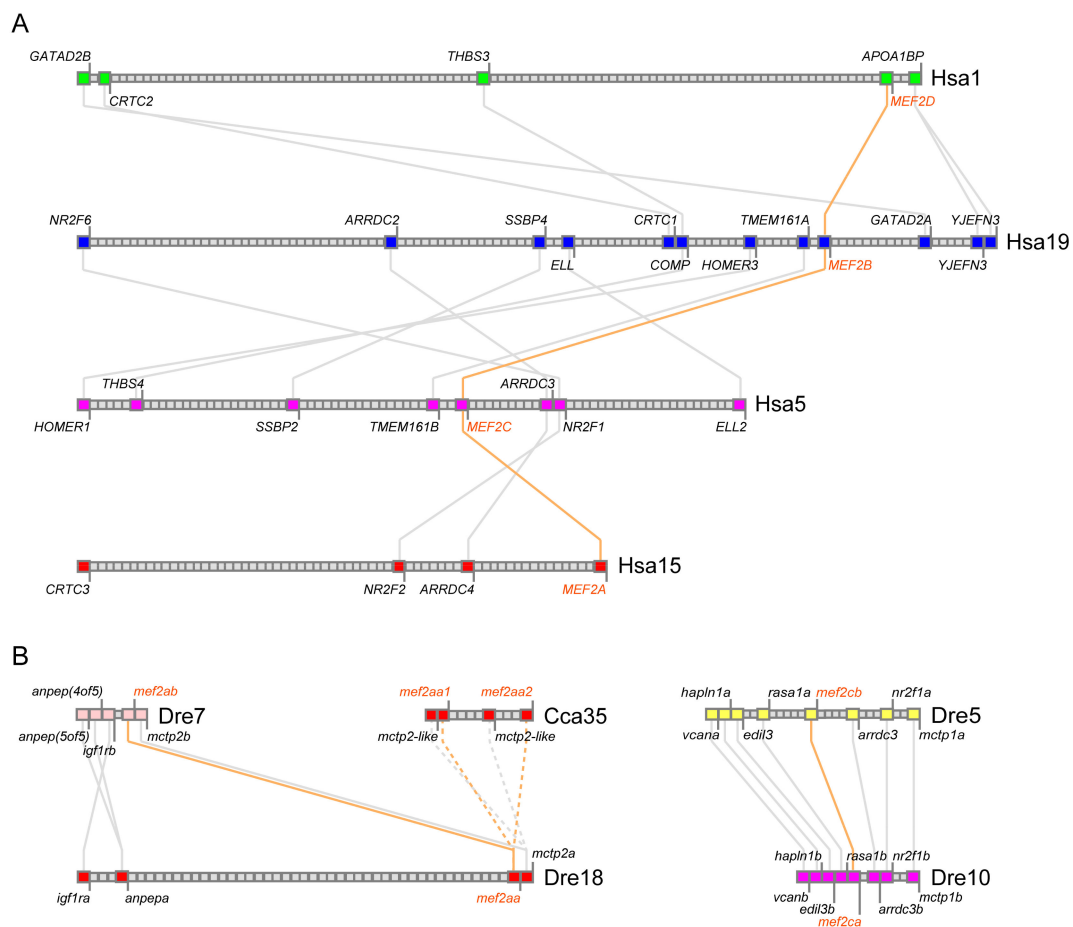 A
GATAD2B THBS3 APOA1BP
Hsa1
CRTC2 MEF2D
NR2F6 ARRDC2 SSBP4 CRTC1 TMEM161A GATAD2A YJEFN3
Hsa19
ELL COMP HOMER3 MEF2B YJEFN3
THBS4 ARRDC3
Hsa5
HOMER1 SSBP2 TMEM161B MEF2C NR2F1 ELL2
Hsa15
CRTC3 NR2F2 ARRDC4 MEF2A
B
anpep(4of5) mef2ab mef2aa1 mef2aa2 hapln1a rasa1a mef2cb nr2f1a
Dre7 Cca35 Dre5
anpep(5of5) igf1rb mctp2b mctp2-like mctp2-like vcana edil3 arrdc3 mctp1a
mctp2a hapln1b rasa1b nr2f1b
Dre18 Dre10
igf1ra anpepa mef2aa vcanb edil3b mef2ca arrdc3b mctp1b